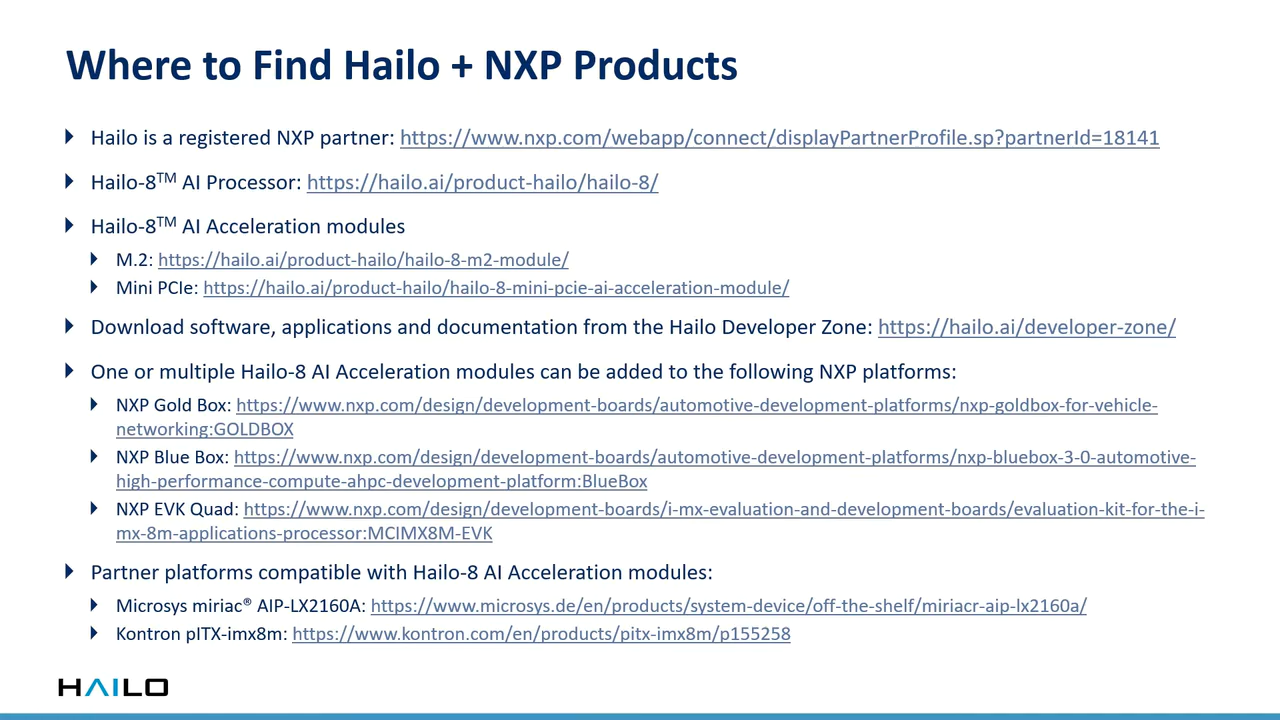 Where to Find Hailo + NXP Products
Hailo is a registered NXP partner: https://www.nxp.com/webapp/connect/displayPartnerProfile.sp?partnerId=18141
Hailo-8TM AI Processor: https://hailo.ai/product-hailo/hailo-8/
Hailo-8TM AI Acceleration modules
M.2: https://hailo.ai/product-hailo/hailo-8-m2-module/
Mini PCIe: https://hailo.ai/product-hailo/hailo-8-mini-pcie-ai-acceleration-module/
Download software, applications and documentation from the Hailo Developer Zone: https://hailo.ai/developer-zone/
One or multiple Hailo-8 AI Acceleration modules can be added to the following NXP platforms:
NXP Gold Box: https://www.nxp.com/design/development-boards/automotive-development-platforms/nxp-goldbox-for-vehicle-
networking:GOLDBOX
NXP Blue Box: https://www.nxp.com/design/development-boards/automotive-development-platforms/nxp-bluebox-3-0-automotive-
high-performance-compute-ahpc-development-platform:BlueBox
NXP EVK Quad: https://www.nxp.com/design/development-boards/i-mx-evaluation-and-development-boards/evaluation-kit-for-the-i-
mx-8m-applications-processor:MCIMX8M-EVK
Partner platforms compatible with Hailo-8 AI Acceleration modules:
Microsys miriac® AIP-LX2160A: https://www.microsys.de/en/products/system-device/off-the-shelf/miriacr-aip-lx2160a/
Kontron pITX-imx8m: https://www.kontron.com/en/products/pitx-imx8m/p155258
HAILO